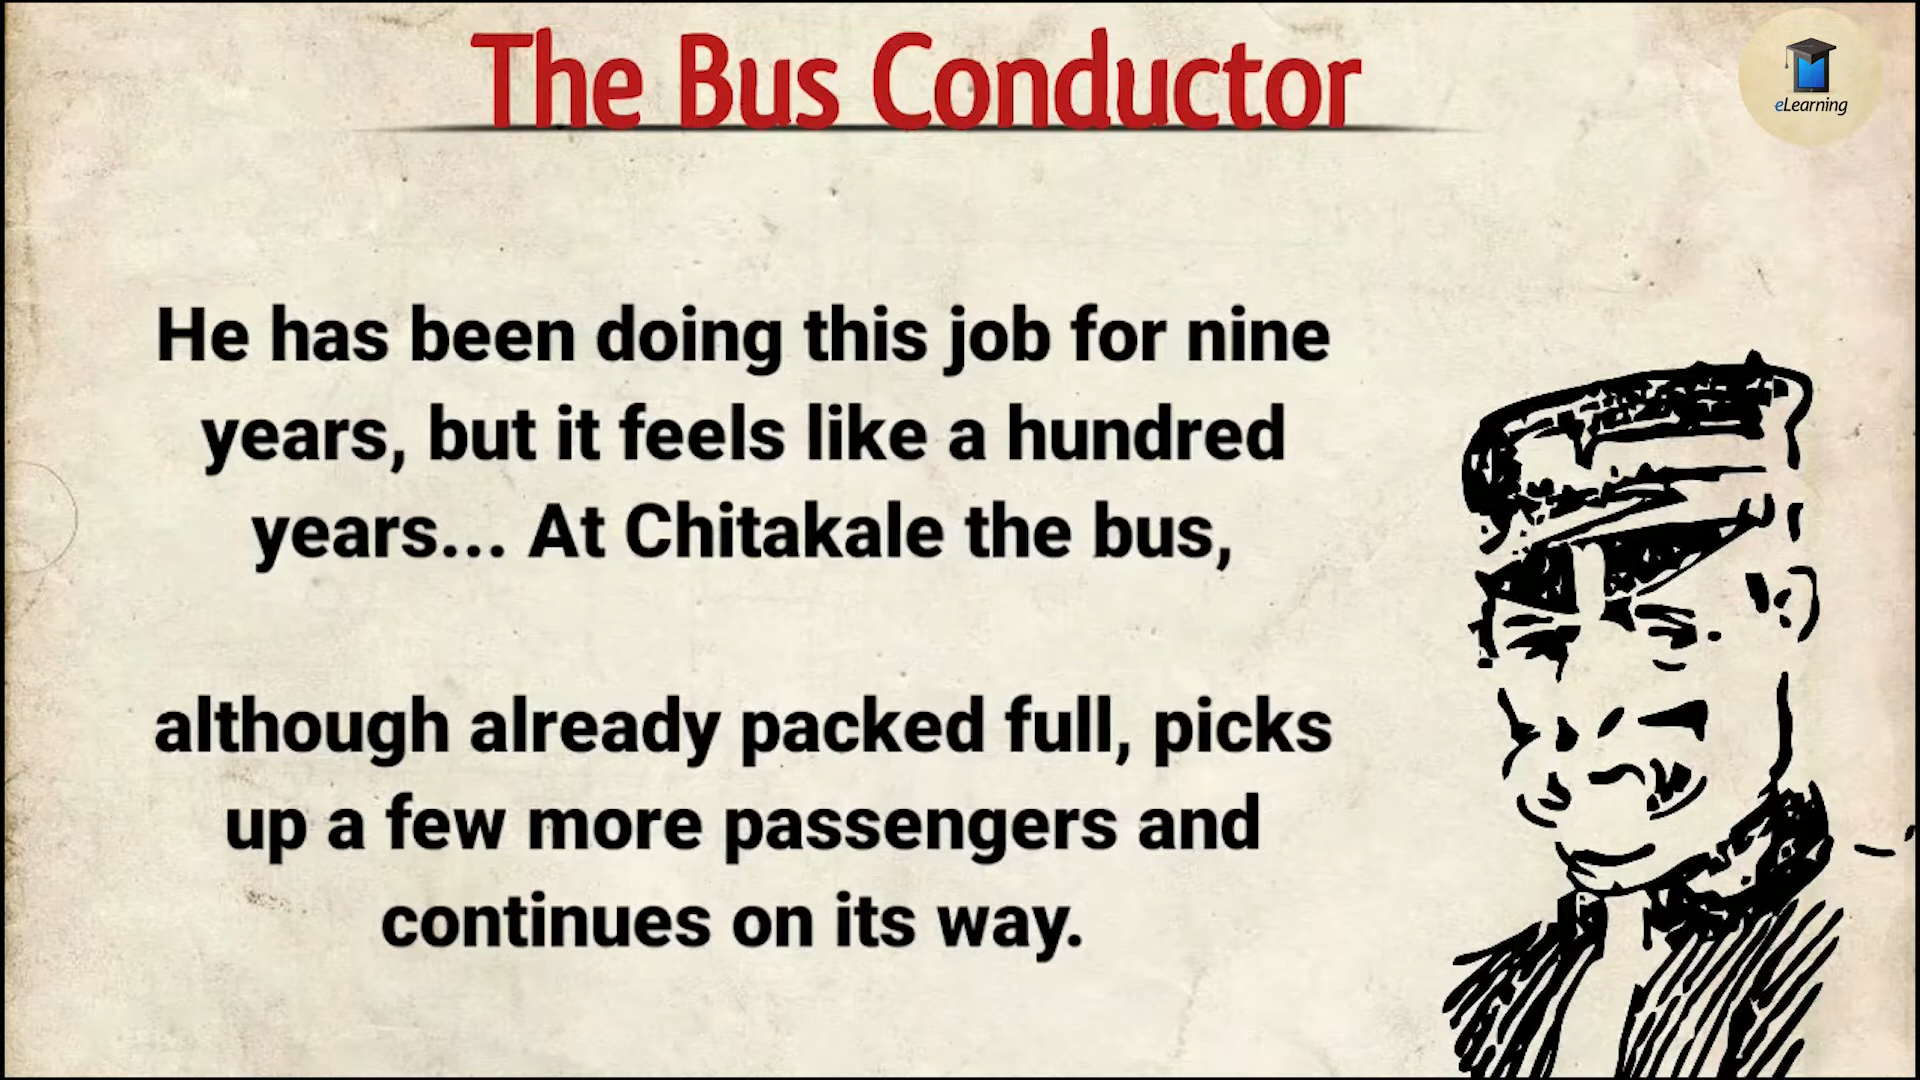 The Bus Conductor
eLearning
He has been doing this job for nine
years, but it feels like a hundred
years... At Chitakale the bus,
although already packed full, picks
up a few more passengers and
continues on its way.